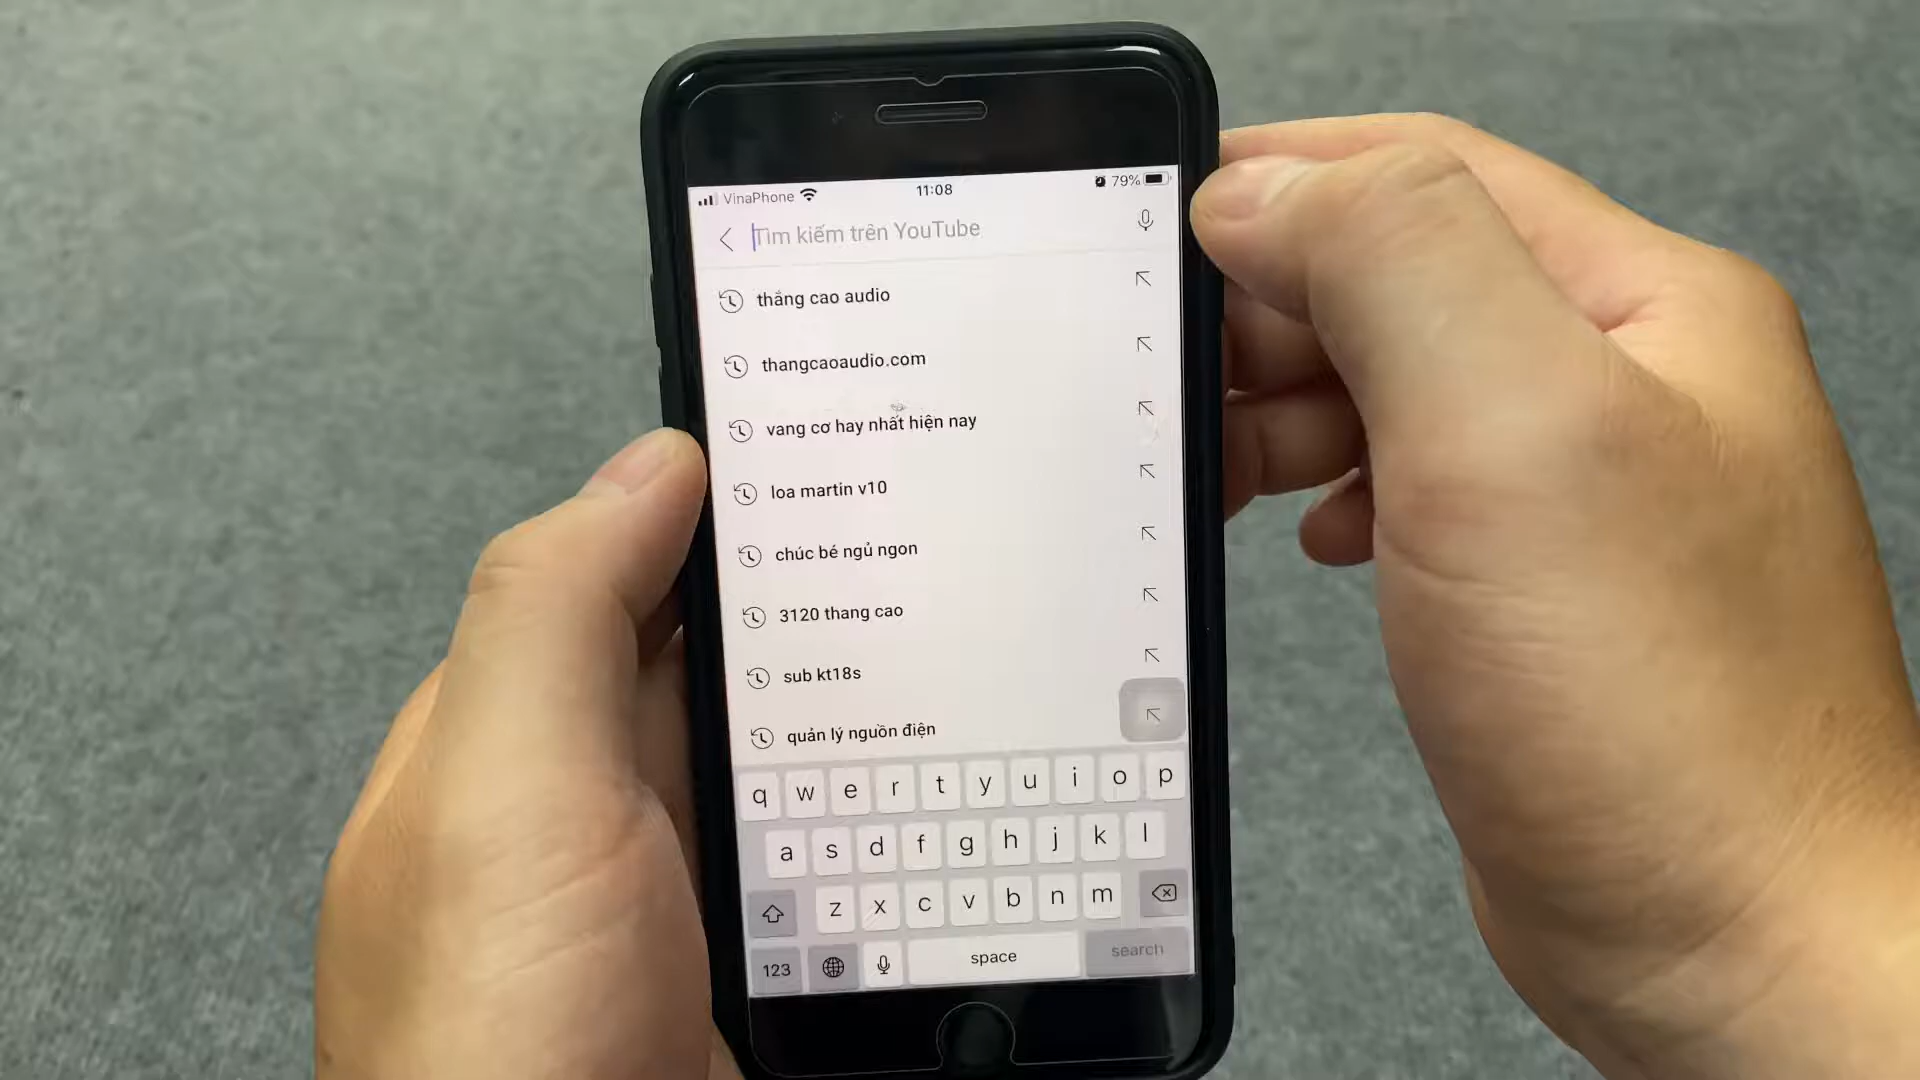 VinaPhone 11:08 79%
Tìm kiếm trên YouTube
thắng cao audio
thangcaoaudio.com
vang cơ hay nhất hiện nay
loa martin v10
chúc bé ngủ ngon
3120 thang cao
sub kt18s
quản lý nguồn điện
q w e r t y u i o p
a s d f g h j k l
z x c v b n m
123 space search